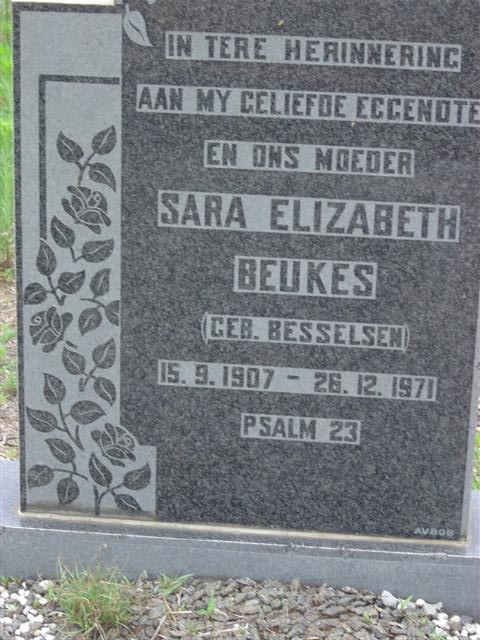 IN TERE HERINNERING
AAN MY GELIEFDE EGGENOTE
EN ONS MOEDER
SARA ELIZABETH
BEUKES
(GEB. BESSELSEN)
15. 9. 1907 - 26. 12. 1971
PSALM 23
AVBOB